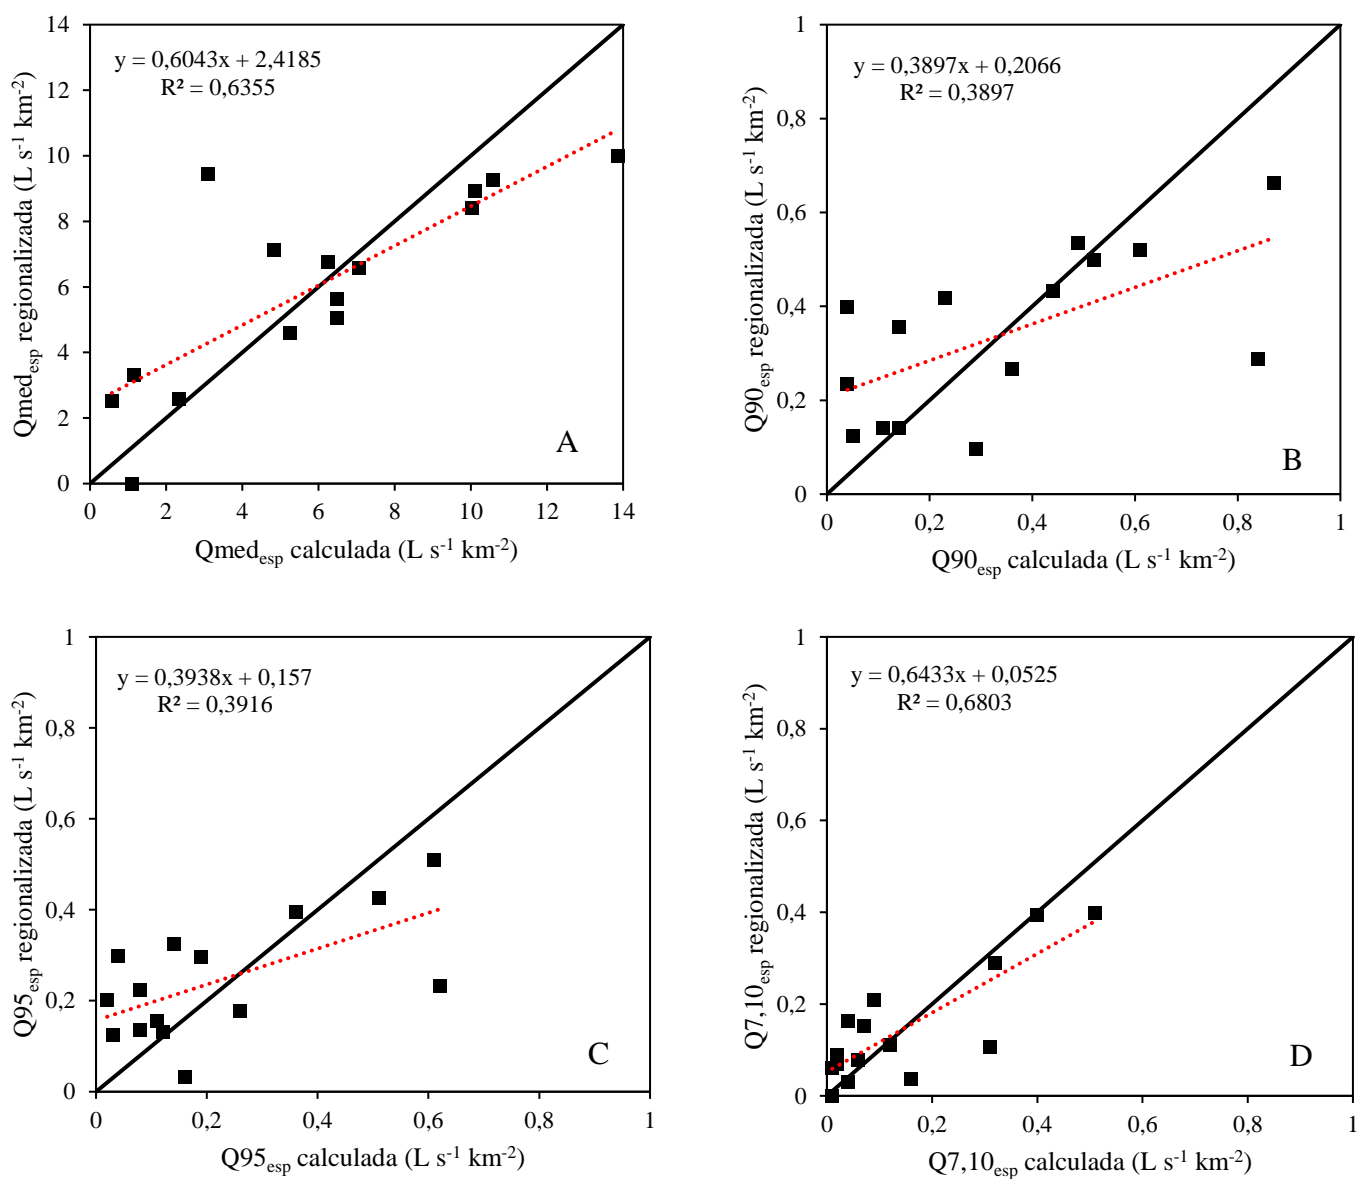 y = 0,6043x + 2,4185
R² = 0,6355
Qmedesp regionalizada (L s-1 km-2)
14
12
10
8
6
4
2
0
0 2 4 6 8 10 12 14
Qmedesp calculada (L s-1 km-2)
A
y = 0,3897x + 0,2066
R² = 0,3897
Q90esp regionalizada (L s-1 km-2)
1
0,8
0,6
0,4
0,2
0
0 0,2 0,4 0,6 0,8 1
Q90esp calculada (L s-1 km-2)
B
y = 0,3938x + 0,157
R² = 0,3916
Q95esp regionalizada (L s-1 km-2)
1
0,8
0,6
0,4
0,2
0
0 0,2 0,4 0,6 0,8 1
Q95esp calculada (L s-1 km-2)
C
y = 0,6433x + 0,0525
R² = 0,6803
Q7,10esp regionalizada (L s-1 km-2)
1
0,8
0,6
0,4
0,2
0
0 0,2 0,4 0,6 0,8 1
Q7,10esp calculada (L s-1 km-2)
D